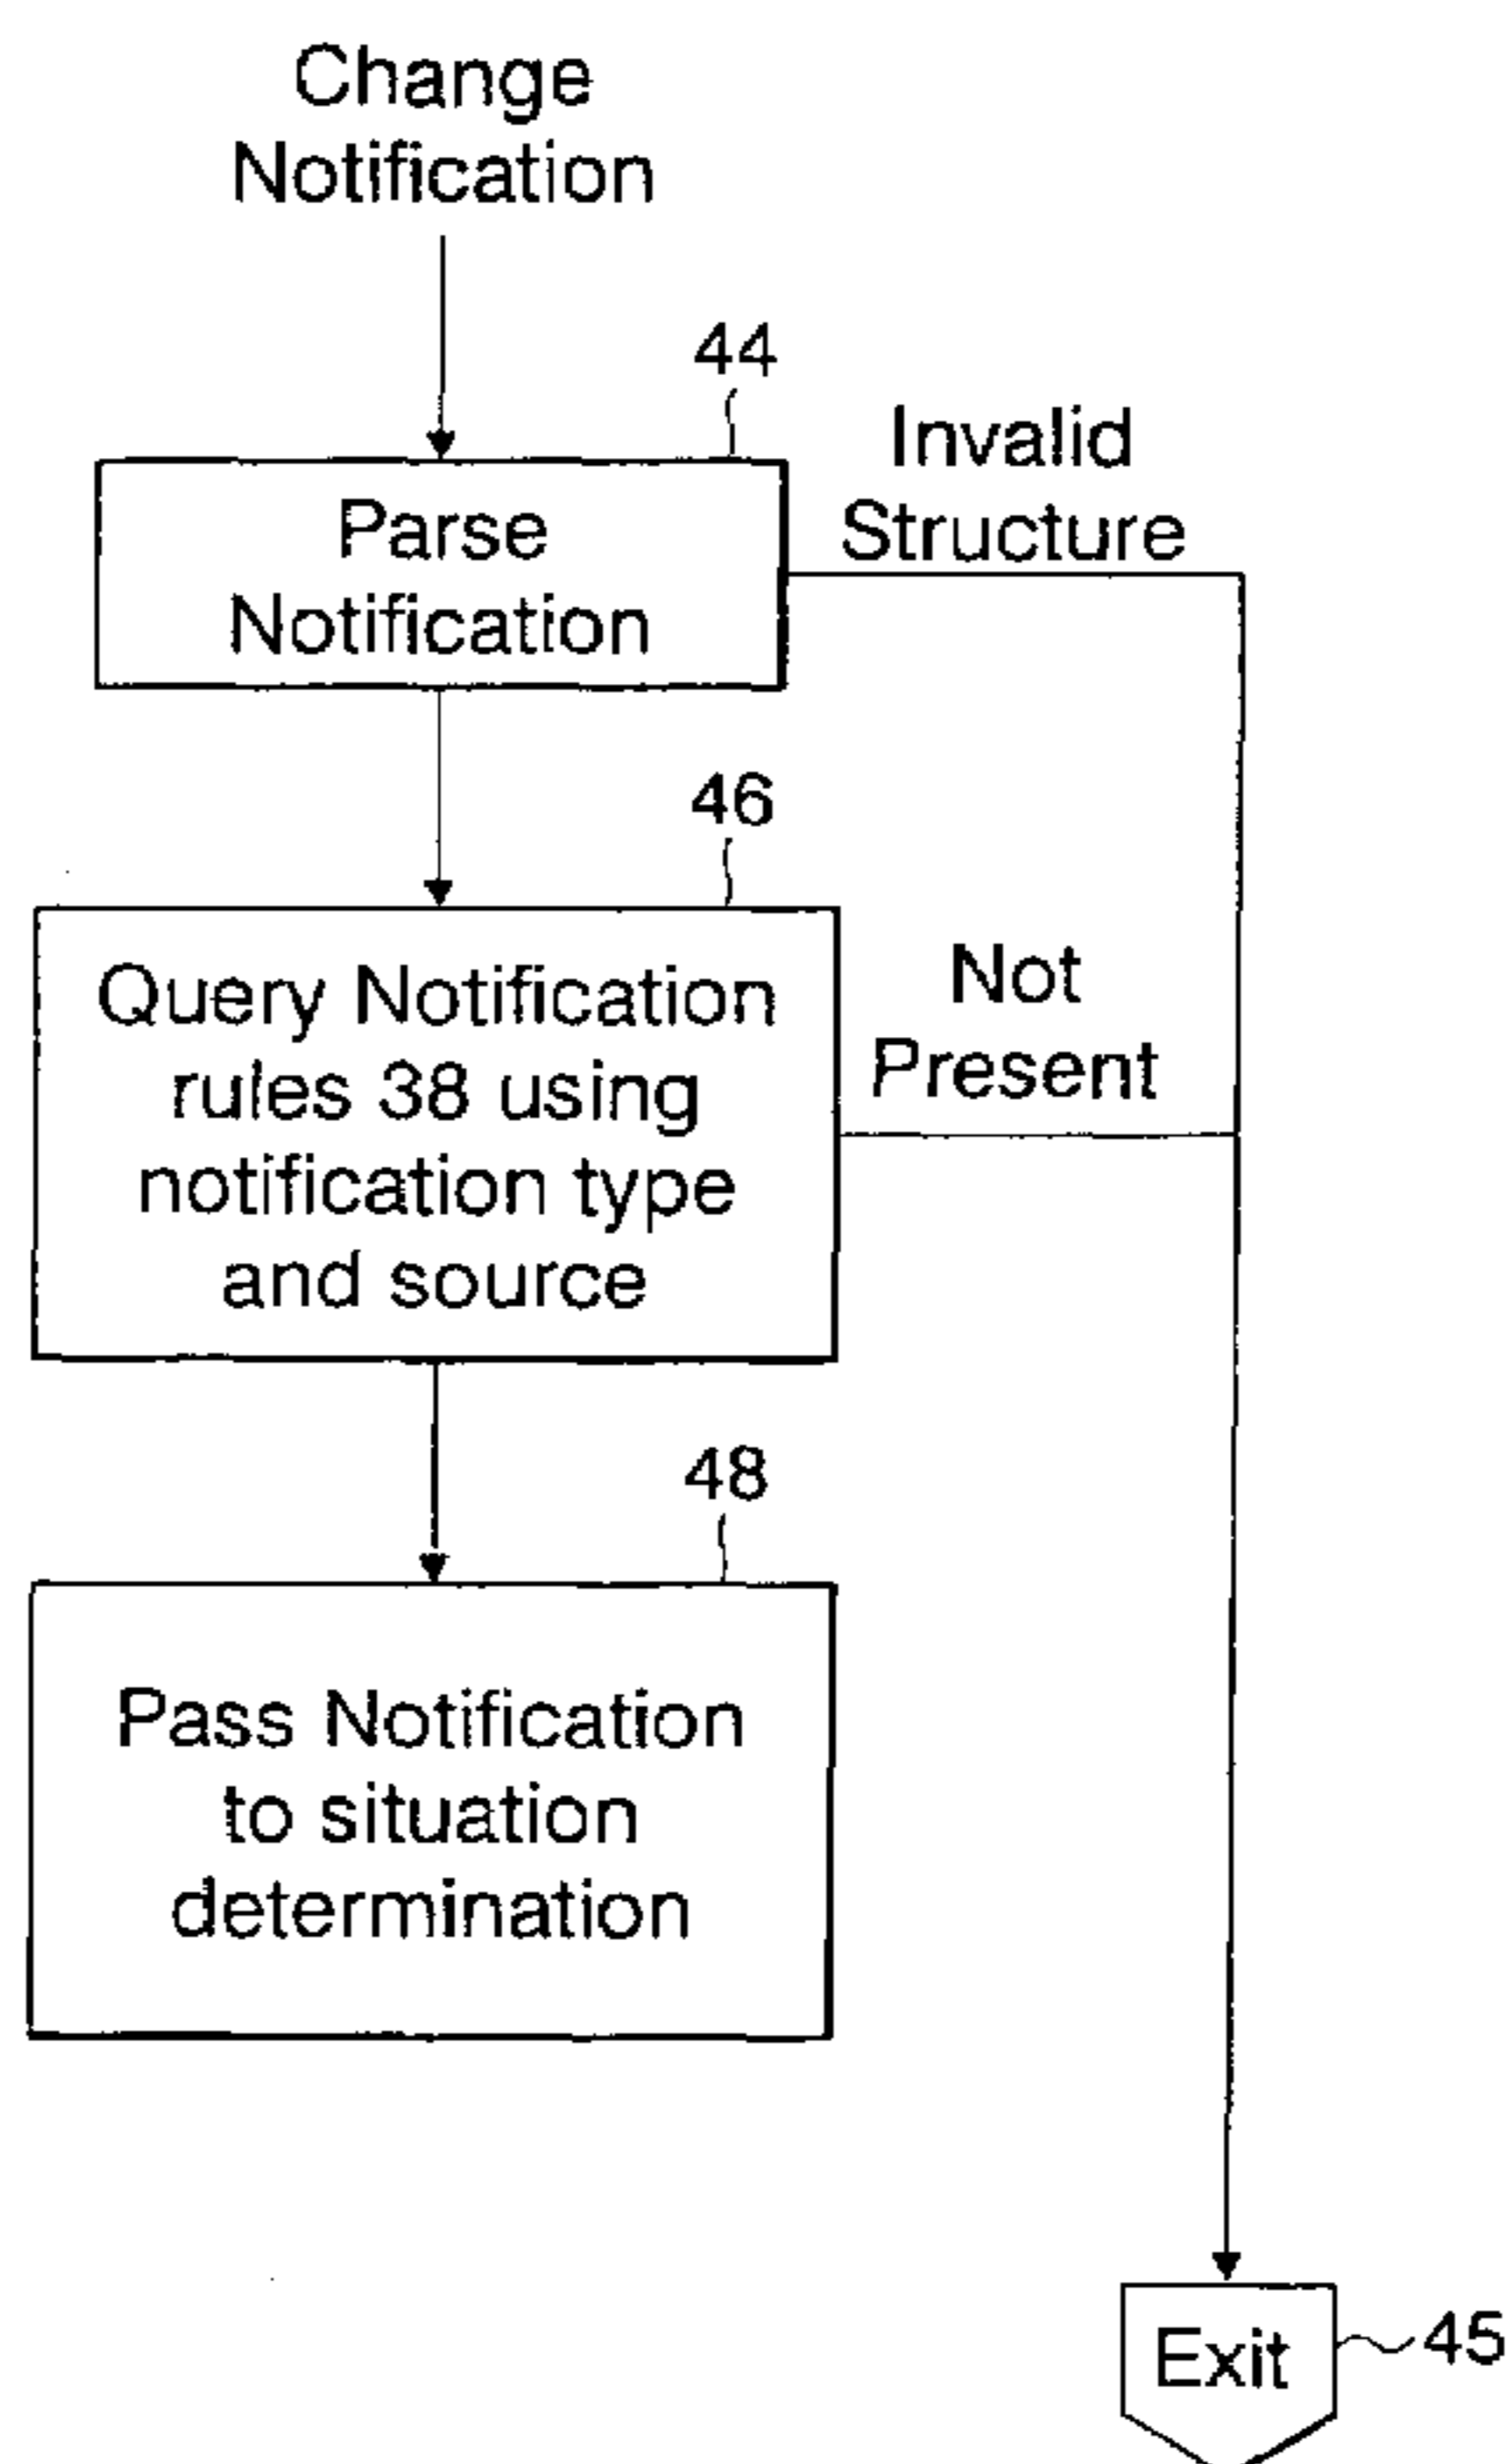 Change
Notification
44
Invalid
Structure
Parse
Notification
46
Query Notification
rules 38 using
notification type
and source
Not
Present
48
Pass Notification
to situation
determination
Exit
45